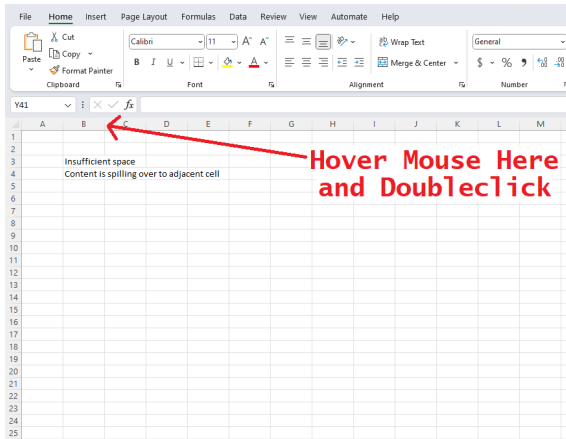 File Home Insert Page Layout Formulas Data Review View Automate Help
Cut
Calibri 11 A^ A˅ Wrap Text General
Copy
Paste
Format Painter B I U A Merge & Center $ % 9
Clipboard Font Alignment Number
Y41 fx
A B C D E F G H I J K L M
1
2
3 Insufficient space
4 Content is spilling over to adjacent cell
Hover Mouse Here
and Doubleclick
5
6
7
8
9
10
11
12
13
14
15
16
17
18
19
20
21
22
23
24
25